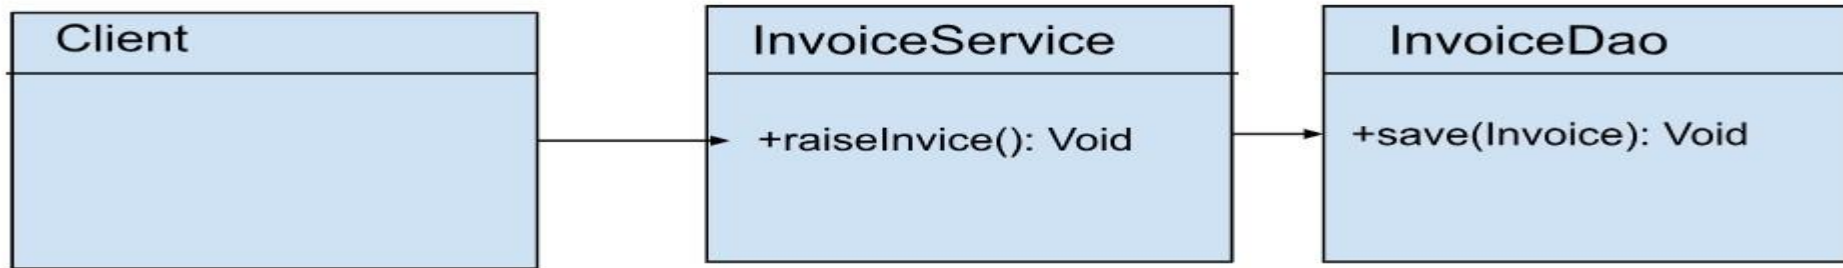 Client
InvoiceService
InvoiceDao
+raiseInvice(): Void
+save(Invoice): Void